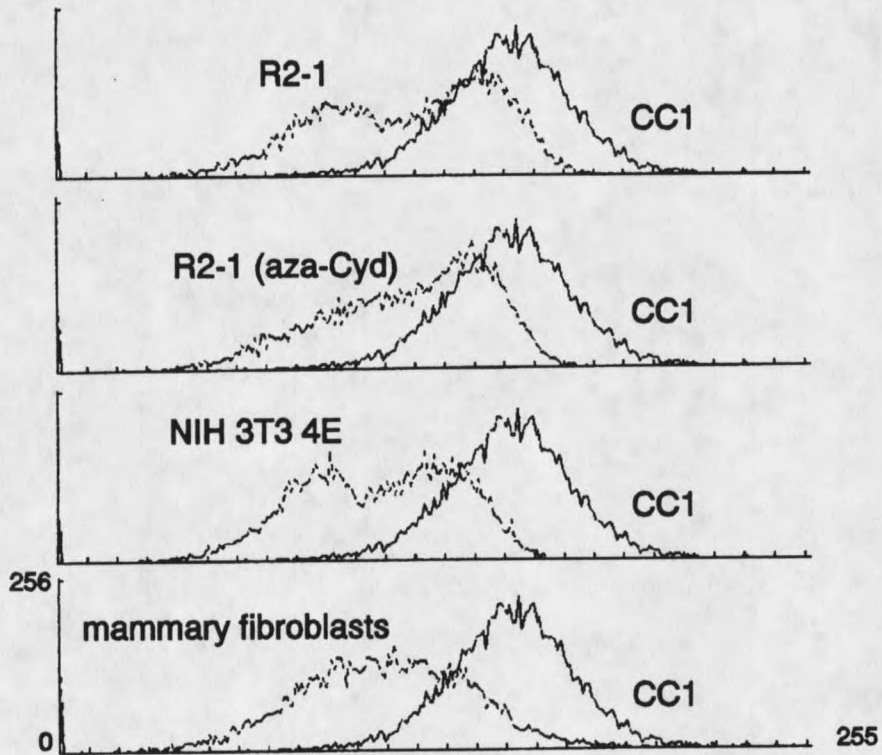 R2-1
CC1
R2-1 (aza-Cyd)
CC1
NIH 3T3 4E
CC1
256
mammary fibroblasts
CC1
0
255